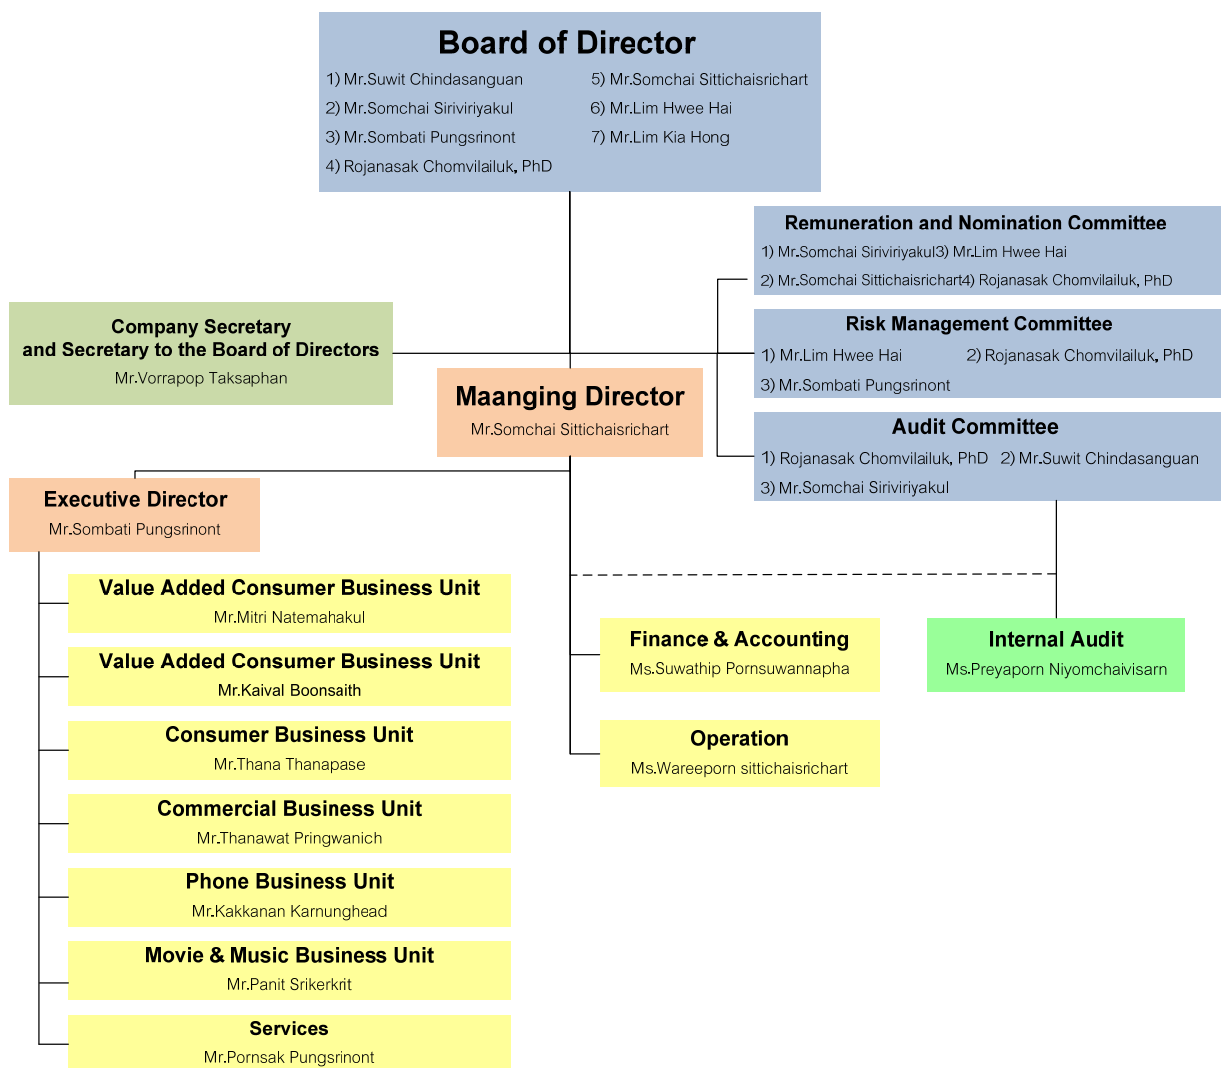 Board of Director
1) Mr.Suwit Chindasanguan
2) Mr.Somchai Siriviriyakul
3) Mr.Sombati Pungsrinont
4) Rojanasak Chomvilailuk, PhD
5) Mr.Somchai Sittichaisrichart
6) Mr.Lim Hwee Hai
7) Mr.Lim Kia Hong
Remuneration and Nomination Committee
1) Mr.Somchai Siriviriyakul3) Mr.Lim Hwee Hai
2) Mr.Somchai Sittichaisrichart4) Rojanasak Chomvilailuk, PhD
Company Secretary
and Secretary to the Board of Directors
Mr.Vorrapop Taksaphan
Risk Management Committee
1) Mr.Lim Hwee Hai 2) Rojanasak Chomvilailuk, PhD
3) Mr.Sombati Pungsrinont
Maanging Director
Mr.Somchai Sittichaisrichart
Audit Committee
1) Rojanasak Chomvilailuk, PhD 2) Mr.Suwit Chindasanguan
3) Mr.Somchai Siriviriyakul
Executive Director
Mr.Sombati Pungsrinont
Value Added Consumer Business Unit
Mr.Mitri Natemahakul
Value Added Consumer Business Unit
Mr.Kaival Boonsaith
Consumer Business Unit
Mr.Thana Thanapase
Commercial Business Unit
Mr.Thanawat Pringwanich
Phone Business Unit
Mr.Kakkanan Karnunghead
Movie & Music Business Unit
Mr.Panit Srikerkrit
Services
Mr.Pornsak Pungsrinont
Finance & Accounting
Ms.Suwathip Pornsuwannapha
Operation
Ms.Wareeporn sittichaisrichart
Internal Audit
Ms.Preyaporn Niyomchaivisarn